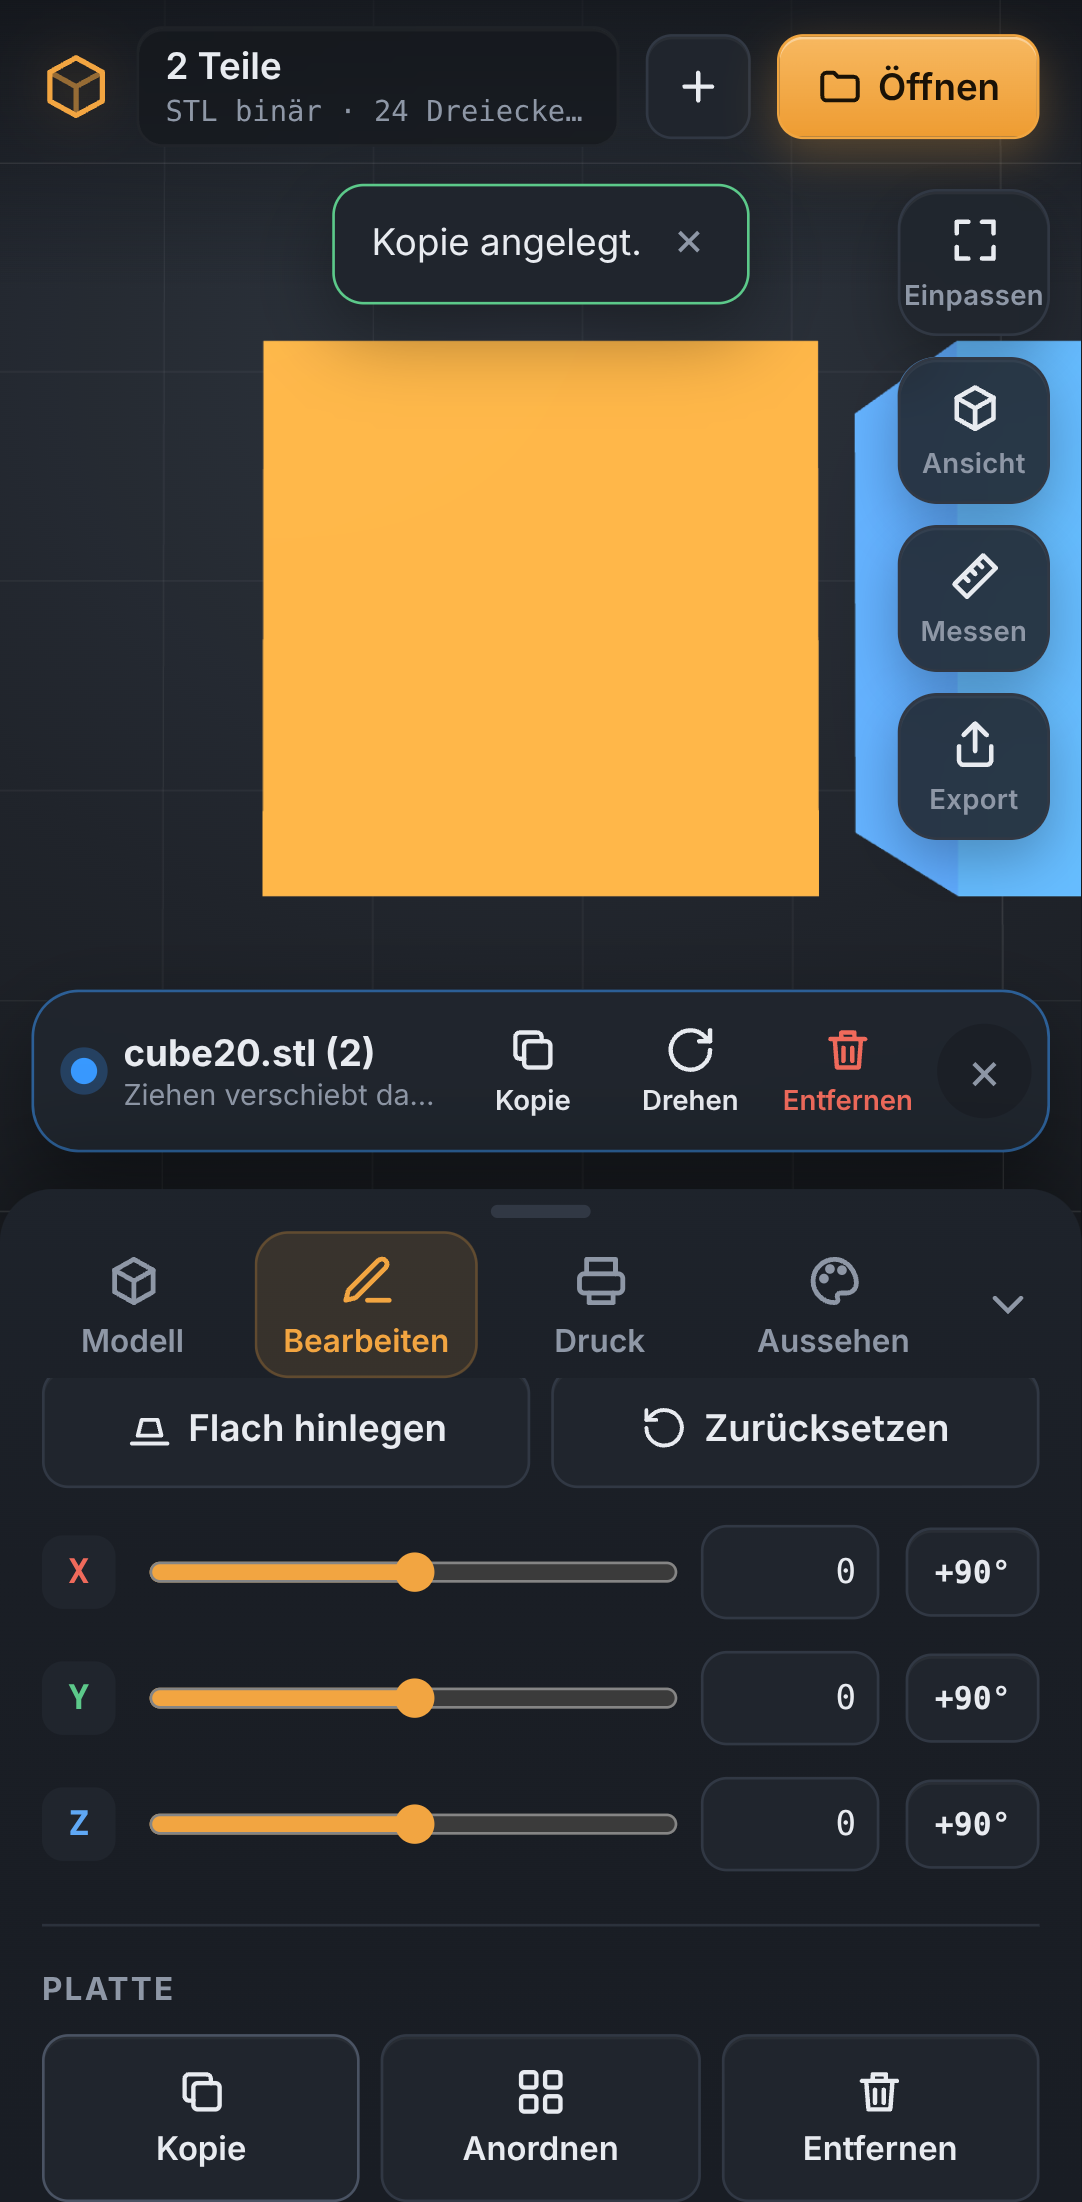 2 Teile
STL binär · 24 Dreiecke…
Öffnen
Kopie angelegt.
Einpassen
Ansicht
Messen
Export
cube20.stl (2)
Ziehen verschiebt da…
Kopie
Drehen
Entfernen
Modell
Bearbeiten
Druck
Aussehen
Flach hinlegen
Zurücksetzen
X
0
+90°
Y
0
+90°
Z
0
+90°
PLATTE
Kopie
Anordnen
Entfernen